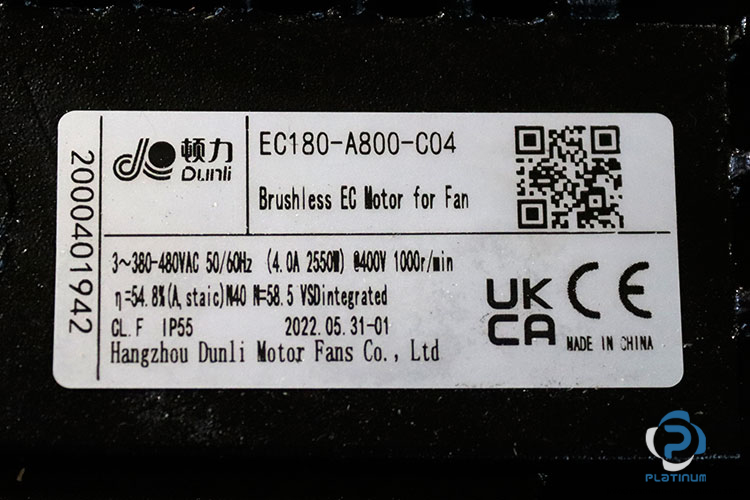 2000401942
顿力
Dunli
EC180-A800-C04
Brushless EC Motor for Fan
3~380-480VAC 50/60Hz (4.0A 2550W) @400V 1000r/min
η=54.8%(A,staic)N40 N=58.5 VSDintegrated
CL.F IP55 2022.05.31-01
Hangzhou Dunli Motor Fans Co., Ltd
UK
CA
CE
MADE IN CHINA
PLATINUM